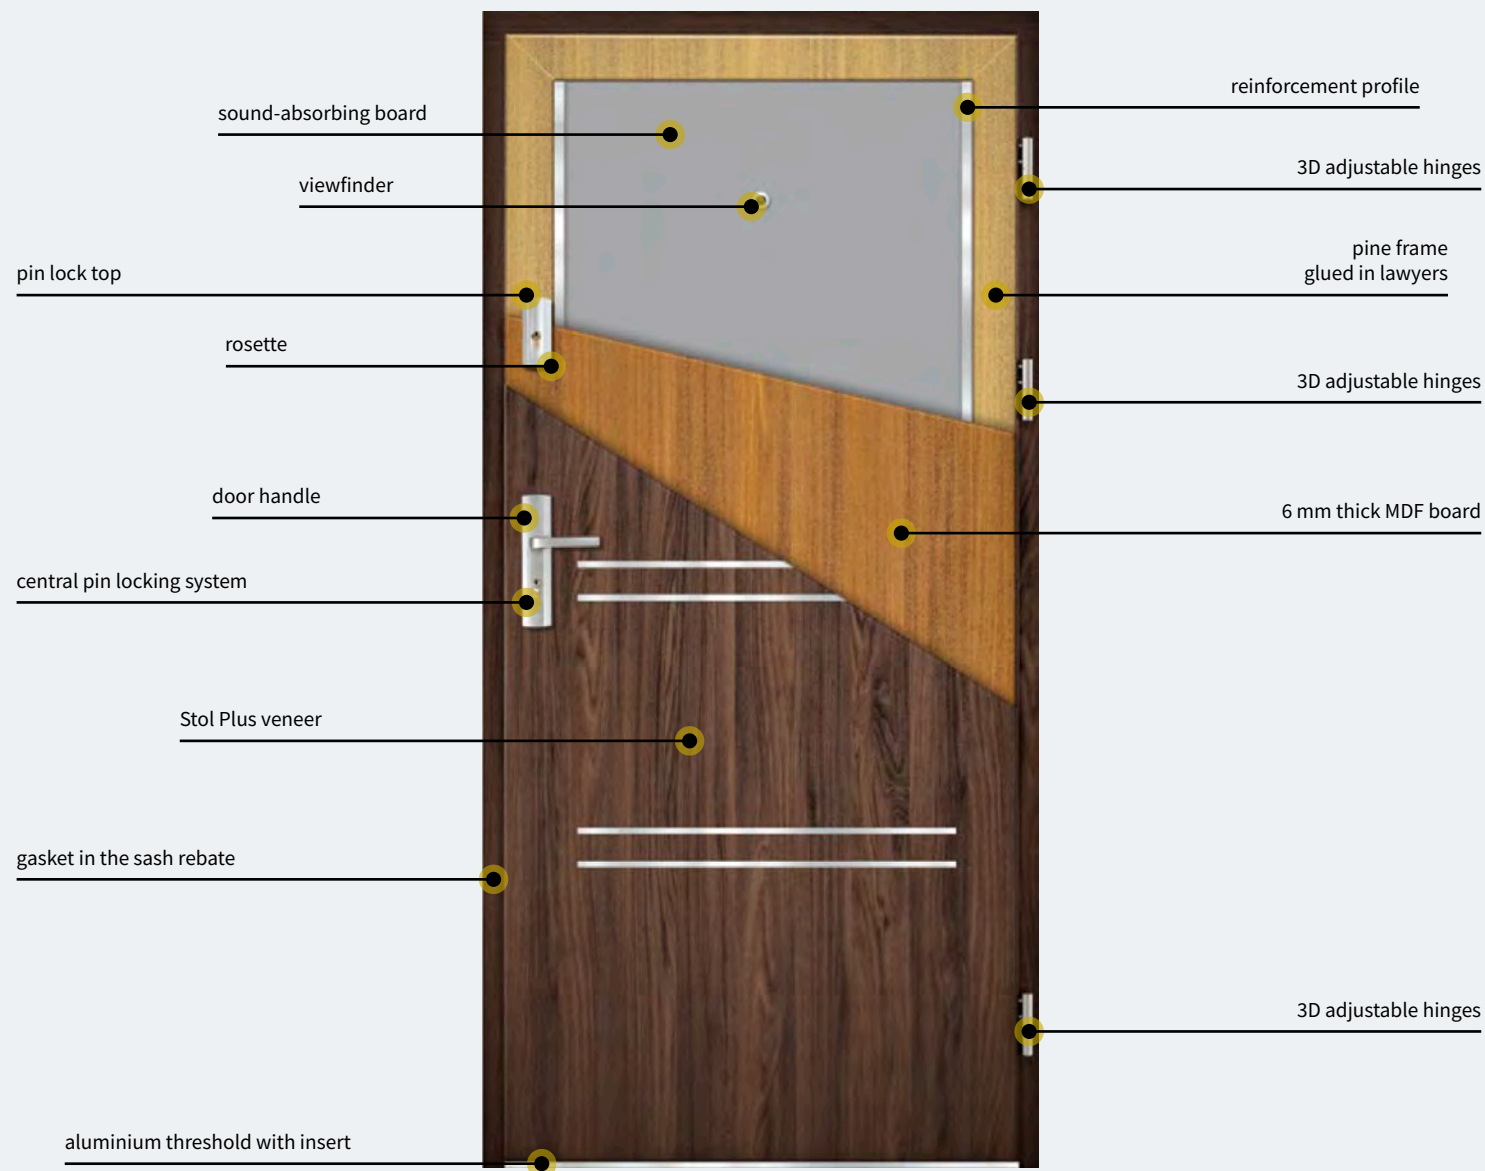 sound-absorbing board
viewfinder
pin lock top
rosette
door handle
central pin locking system
Stol Plus veneer
gasket in the sash rebate
aluminium threshold with insert
reinforcement profile
3D adjustable hinges
pine frame
glued in lawyers
3D adjustable hinges
6 mm thick MDF board
3D adjustable hinges